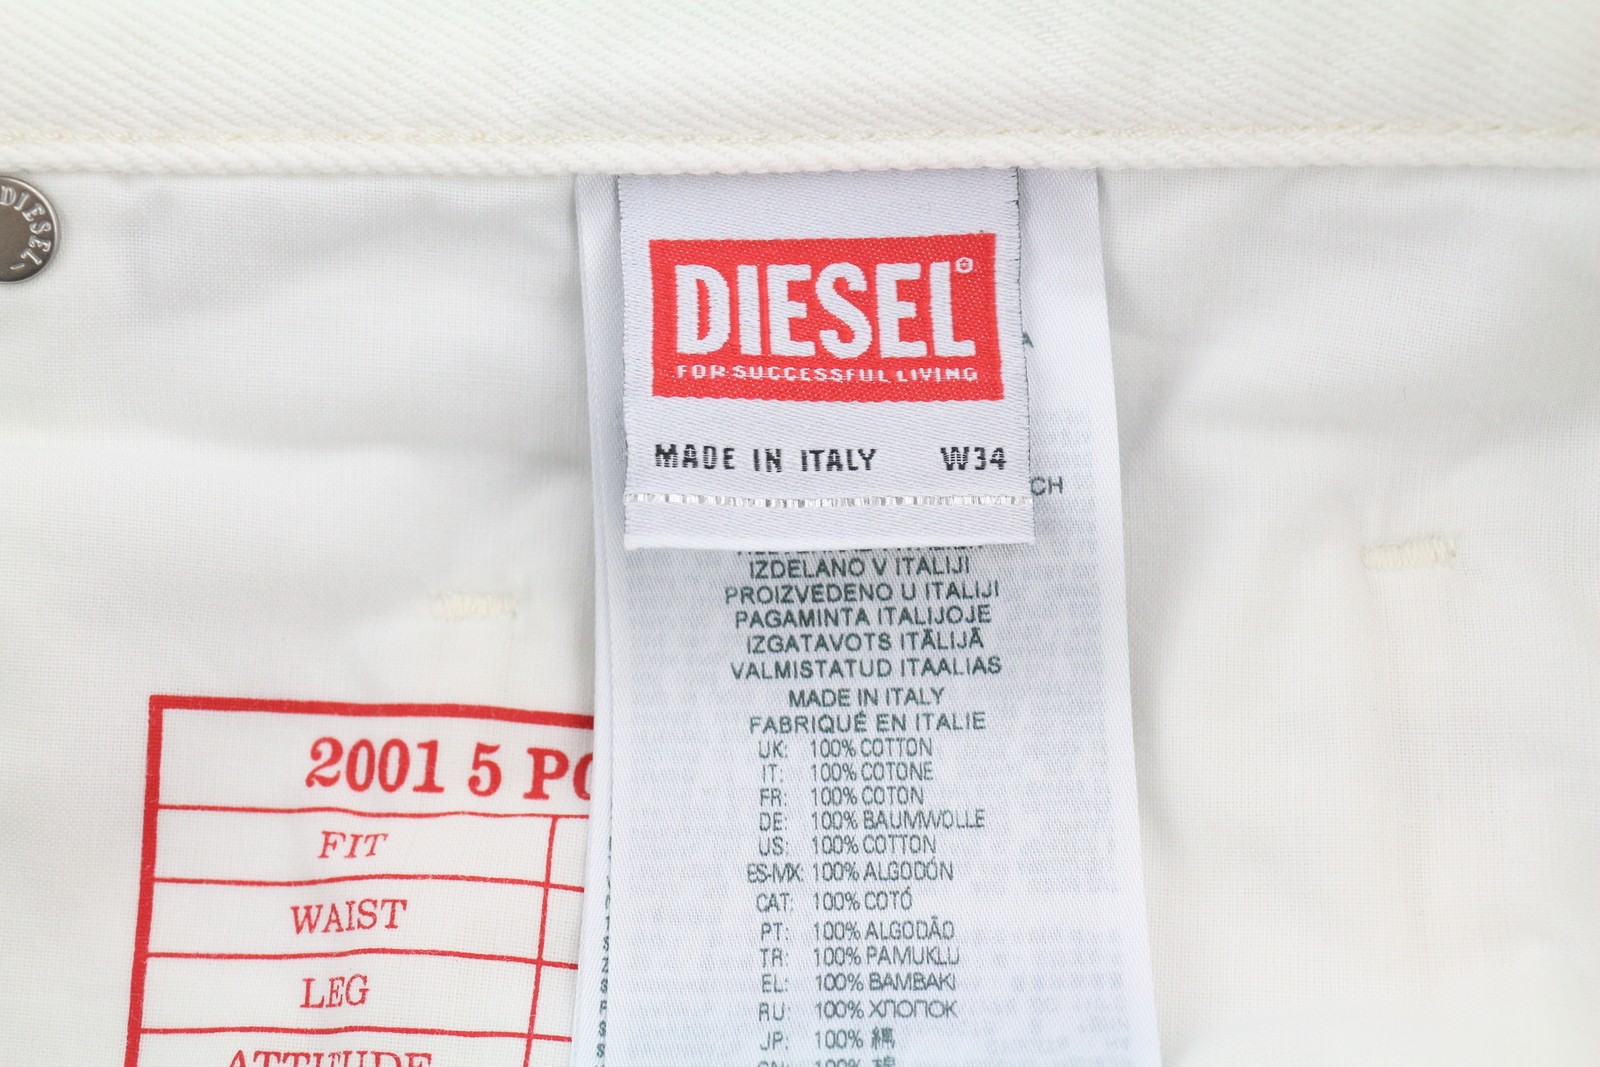 DIESEL
DIESEL
FOR SUCCESSFUL LIVING
MADE IN ITALY W34
CH
IZDELANO V ITALIJI
PROIZVEDENO U ITALIJI
PAGAMINTA ITALIJOJE
IZGATAVOTS ITĀLIJĀ
VALMISTATUD ITAALIAS
MADE IN ITALY
FABRIQUÉ EN ITALIE
UK: 100% COTTON
IT: 100% COTONE
FR: 100% COTON
DE: 100% BAUMWOLLE
US: 100% COTTON
ES-MX: 100% ALGODÓN
CAT: 100% COTÓ
PT: 100% ALGODÃO
TR: 100% PAMUKLU
EL: 100% BAMBAKI
RU: 100% ХЛОПОК
JP: 100% 綿
2001 5 PO
FIT
WAIST
LEG
ATTITUDE